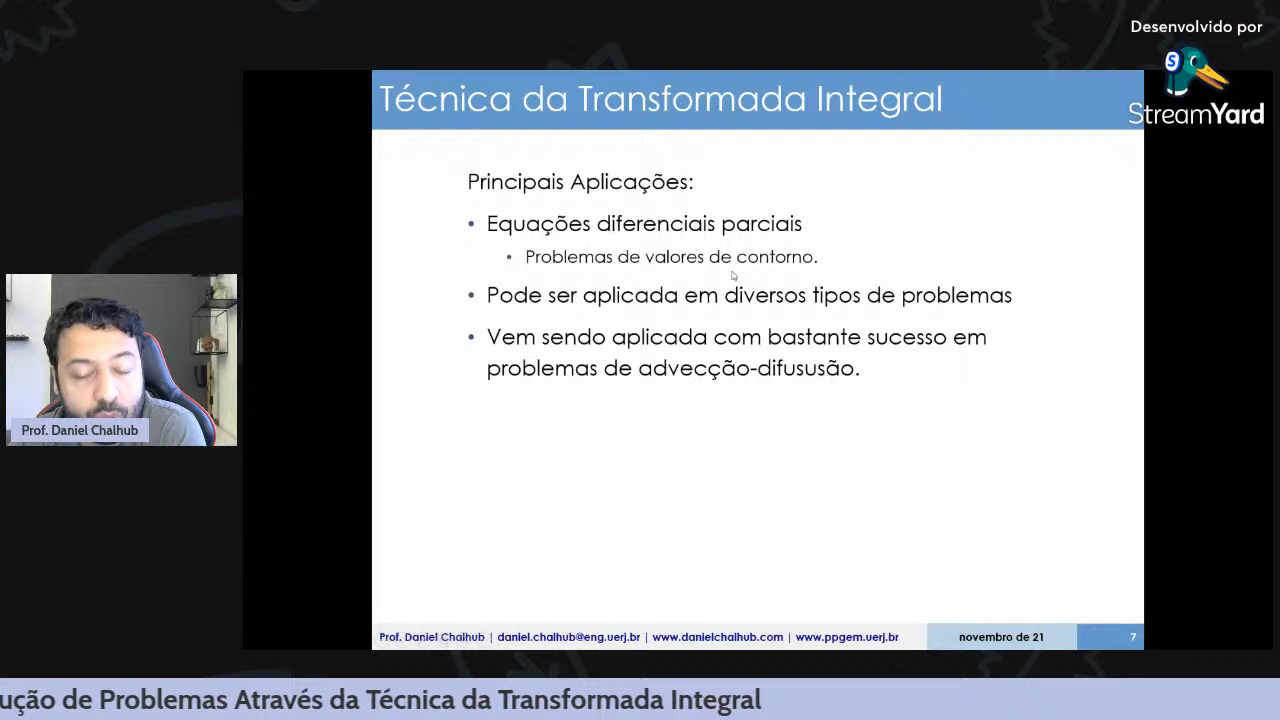 Desenvolvido por
StreamYard
Técnica da Transformada Integral
Principais Aplicações:
• Equações diferenciais parciais
• Problemas de valores de contorno.
• Pode ser aplicada em diversos tipos de problemas
• Vem sendo aplicada com bastante sucesso em
problemas de advecção-difususão.
Prof. Daniel Chalhub
Prof. Daniel Chalhub | daniel.chalhub@eng.uerj.br | www.danielchalhub.com | www.ppgem.uerj.br novembro de 21 7
ução de Problemas Através da Técnica da Transformada Integral